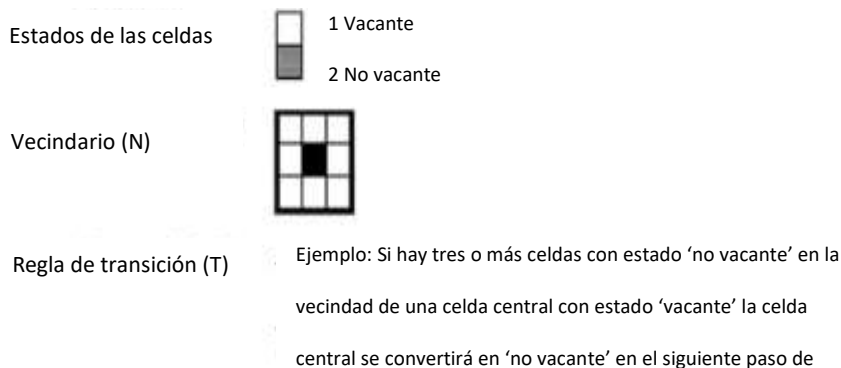 Estados de las celdas
1 Vacante
2 No vacante
Vecindario (N)
Regla de transición (T)
Ejemplo: Si hay tres o más celdas con estado ‘no vacante’ en la
vecindad de una celda central con estado ‘vacante’ la celda
central se convertirá en ‘no vacante’ en el siguiente paso de